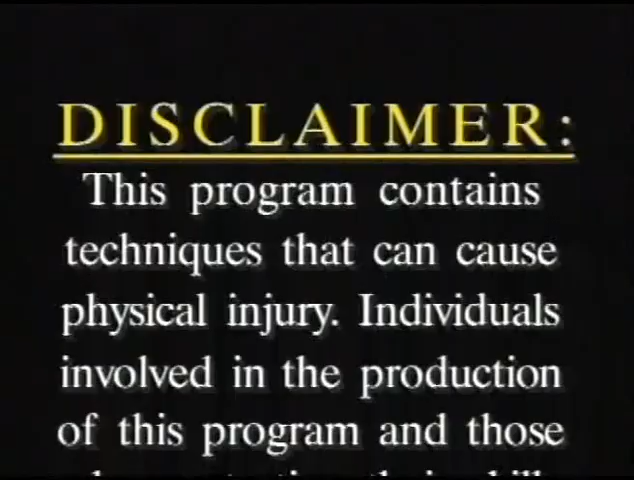 DISCLAIMER:
This program contains
techniques that can cause
physical injury. Individuals
involved in the production
of this program and those